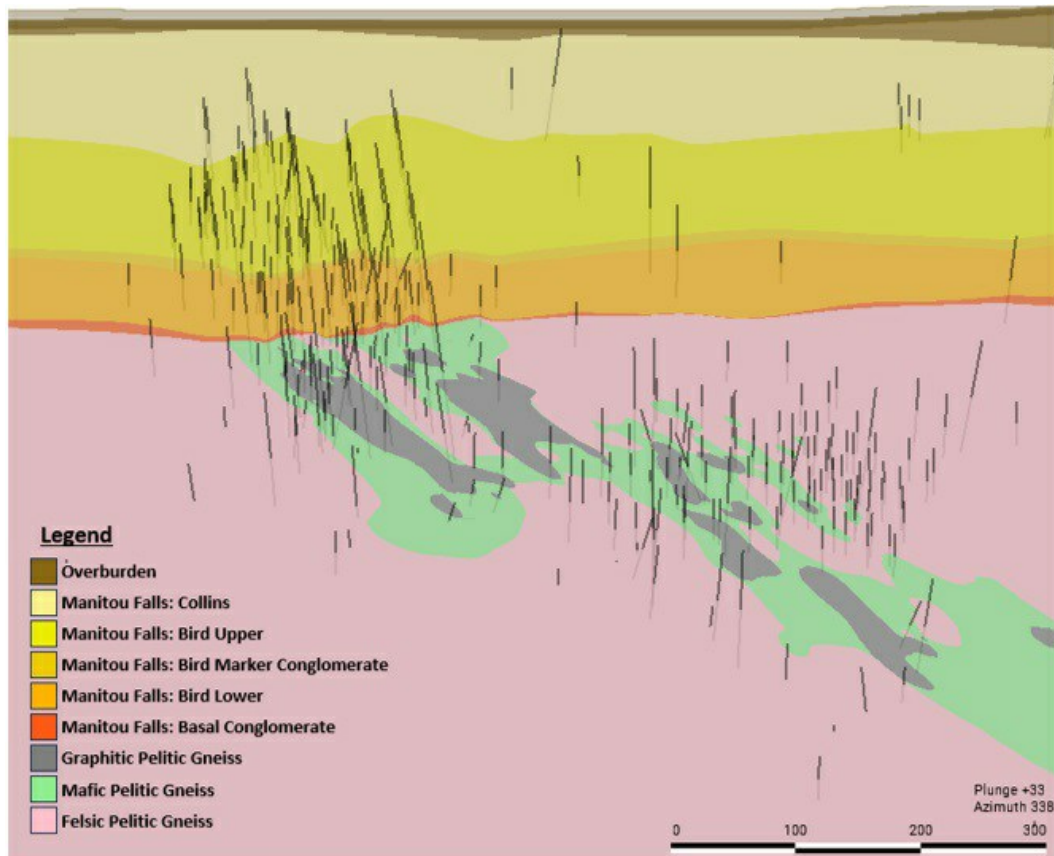 Legend
Overburden
Manitou Falls: Collins
Manitou Falls: Bird Upper
Manitou Falls: Bird Marker Conglomerate
Manitou Falls: Bird Lower
Manitou Falls: Basal Conglomerate
Graphitic Pelitic Gneiss
Mafic Pelitic Gneiss
Felsic Pelitic Gneiss
Plunge +33
Azimuth 338
0 100 200 300